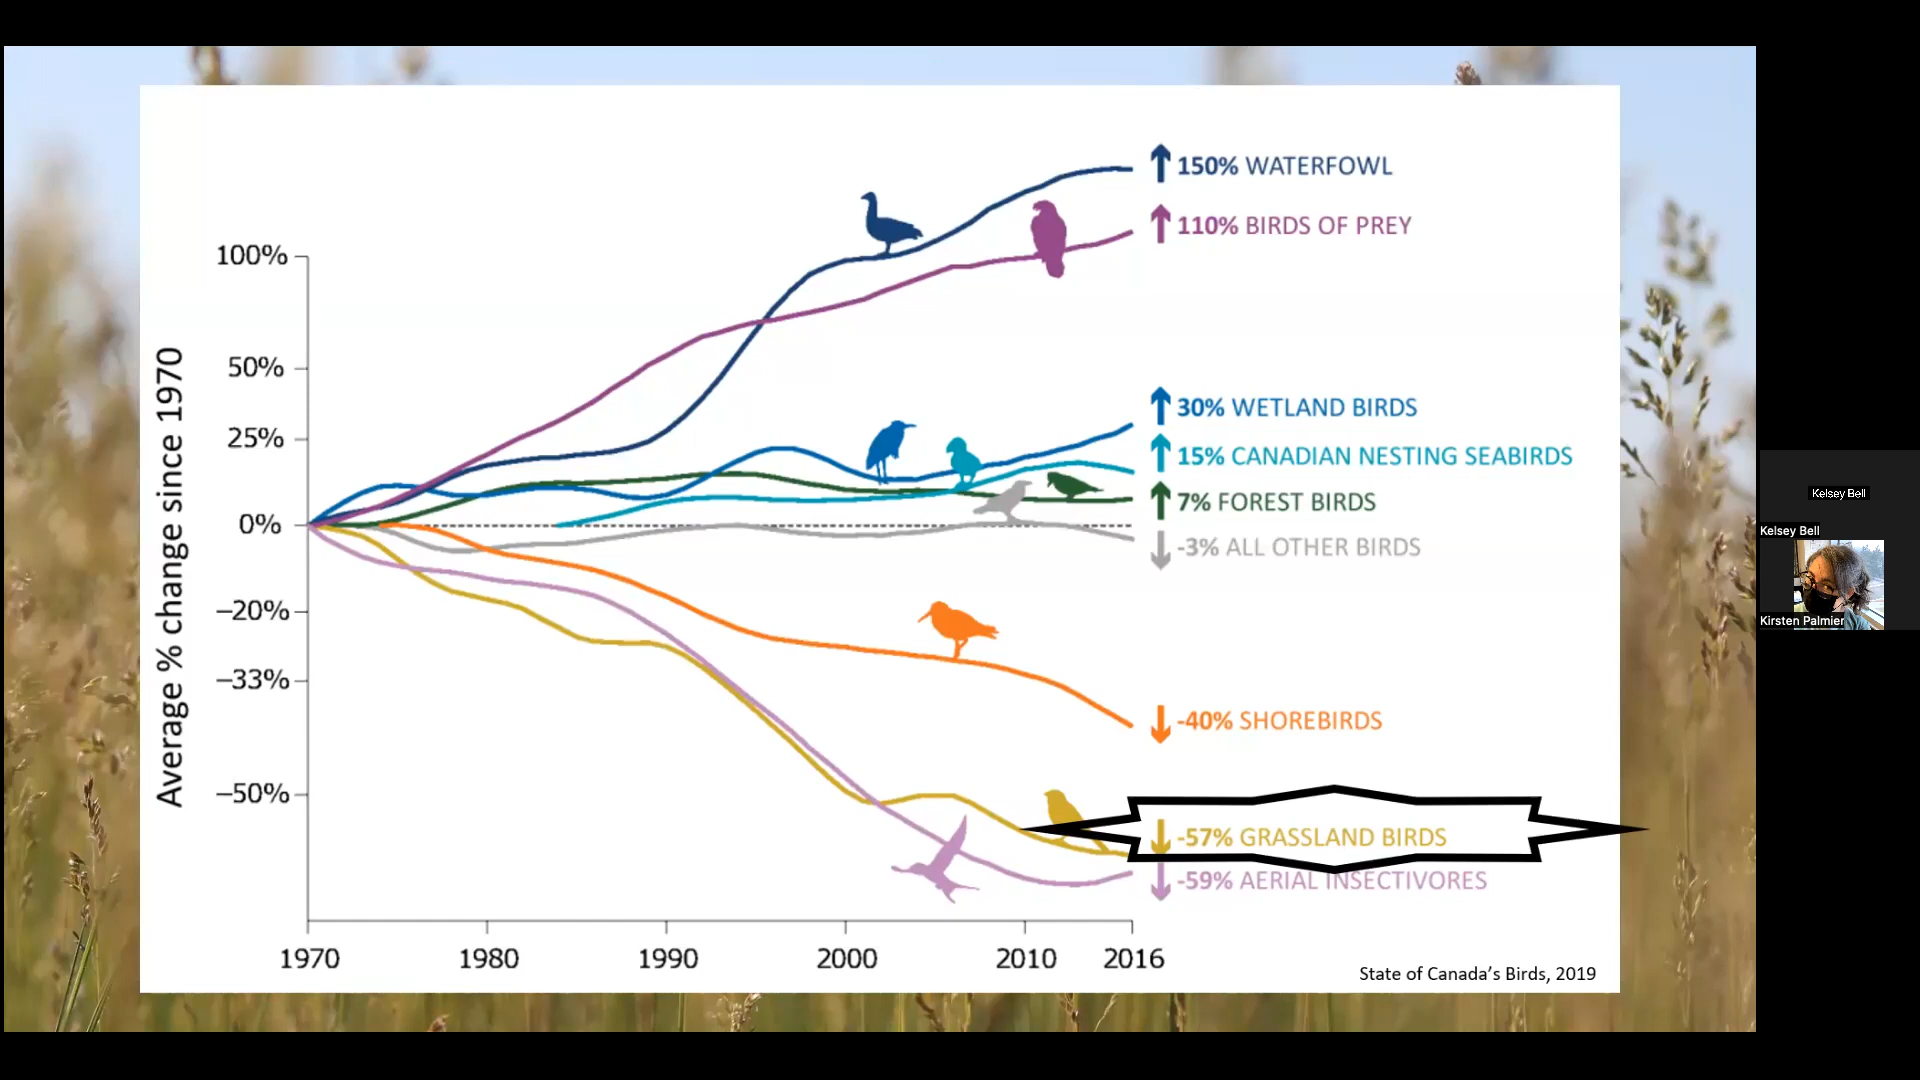 150% WATERFOWL
110% BIRDS OF PREY
100%
50%
30% WETLAND BIRDS
25%
15% CANADIAN NESTING SEABIRDS
7% FOREST BIRDS
0%
-3% ALL OTHER BIRDS
Average % change since 1970
−20%
−33%
-40% SHOREBIRDS
−50%
-57% GRASSLAND BIRDS
-59% AERIAL INSECTIVORES
1970 1980 1990 2000 2010 2016
State of Canada’s Birds, 2019
Kelsey Bell
Kelsey Bell
Kirsten Palmier